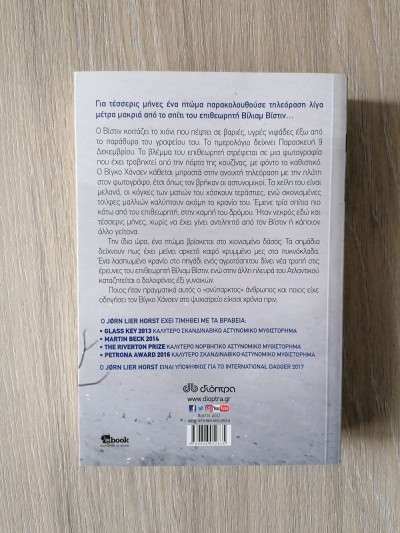 Για τέσσερις μήνες ένα πτώμα παρακολουθούσε τηλεόραση λίγα
μέτρα μακριά από το σπίτι του επιθεωρητή Βίλιαμ Βίστιν...
Ο Βίστιν κοιτάζει το χιόνι που πέφτει σε βαριές, υγρές νιφάδες έξω από
τα παράθυρα του γραφείου του. Το ημερολόγιο δείχνει Παρασκευή 9
Δεκεμβρίου. Το βλέμμα του επιθεωρητή στρέφεται σε μια φωτογραφία
που έχει τραβηχτεί από την πόρτα της κουζίνας, με φόντο το καθιστικό.
Ο Βίγκο Χάνσεν κάθεται μπροστά στην ανοιχτή τηλεόραση με την πλάτη
στον φωτογράφο, έτσι όπως τον βρήκαν οι αστυνομικοί. Τα χείλη του είναι
μελανά, οι κόγχες των ματιών του χάσκουν τεράστιες, ενώ σκονισμένες
τούφες μαλλιών καλύπτουν ακόμη το κρανίο του. Έμενε τρία σπίτια πιο
κάτω από του επιθεωρητή, στην καμπή του δρόμου. Ήταν νεκρός εδώ και
τέσσερις μήνες, χωρίς να έχει γίνει αντιληπτό από τον Βίστιν ή κάποιον
άλλο γείτονα.
Την ίδια ώρα, ένα πτώμα βρίσκεται στο χιονισμένο δάσος. Τα σημάδια
δείχνουν πως έχει μείνει αρκετό καιρό κρυμμένο μες στα πυκνόκλαδα.
Ένα λασπωμένο κρανίο στο πηγάδι ενός αγροτόσπιτου δίνει νέα τροπή στις
έρευνες του επιθεωρητή Βίλιαμ Βίστιν, ενώ στην άλλη πλευρά του Ατλαντικού
καταζητείται ο δολοφόνος έξι γυναικών.
Ποιος ήταν πραγματικά αυτός ο «ανύπαρκτος» άνθρωπος και ποιος είχε
οδηγήσει τον Βίγκο Χάνσεν στο ψυχιατρείο είκοσι χρόνια πριν;
Ο JØRN LIER HORST ΕΧΕΙ ΤΙΜΗΘΕΙ ΜΕ ΤΑ ΒΡΑΒΕΙΑ:
• GLASS KEY 2013 ΚΑΛΥΤΕΡΟ ΣΚΑΝΔΙΝΑΒΙΚΟ ΑΣΤΥΝΟΜΙΚΟ ΜΥΘΙΣΤΟΡΗΜΑ
• MARTIN BECK 2014
• THE RIVERTON PRIZE ΚΑΛΥΤΕΡΟ ΝΟΡΒΗΓΙΚΟ ΑΣΤΥΝΟΜΙΚΟ ΜΥΘΙΣΤΟΡΗΜΑ
• PETRONA AWARD 2016 ΚΑΛΥΤΕΡΟ ΣΚΑΝΔΙΝΑΒΙΚΟ ΑΣΤΥΝΟΜΙΚΟ ΜΥΘΙΣΤΟΡΗΜΑ
Ο JØRN LIER HORST ΕΙΝΑΙ ΥΠΟΨΗΦΙΟΣ ΓΙΑ ΤΟ INTERNATIONAL DAGGER 2017
διόπτρα
www.dioptra.gr
ebook